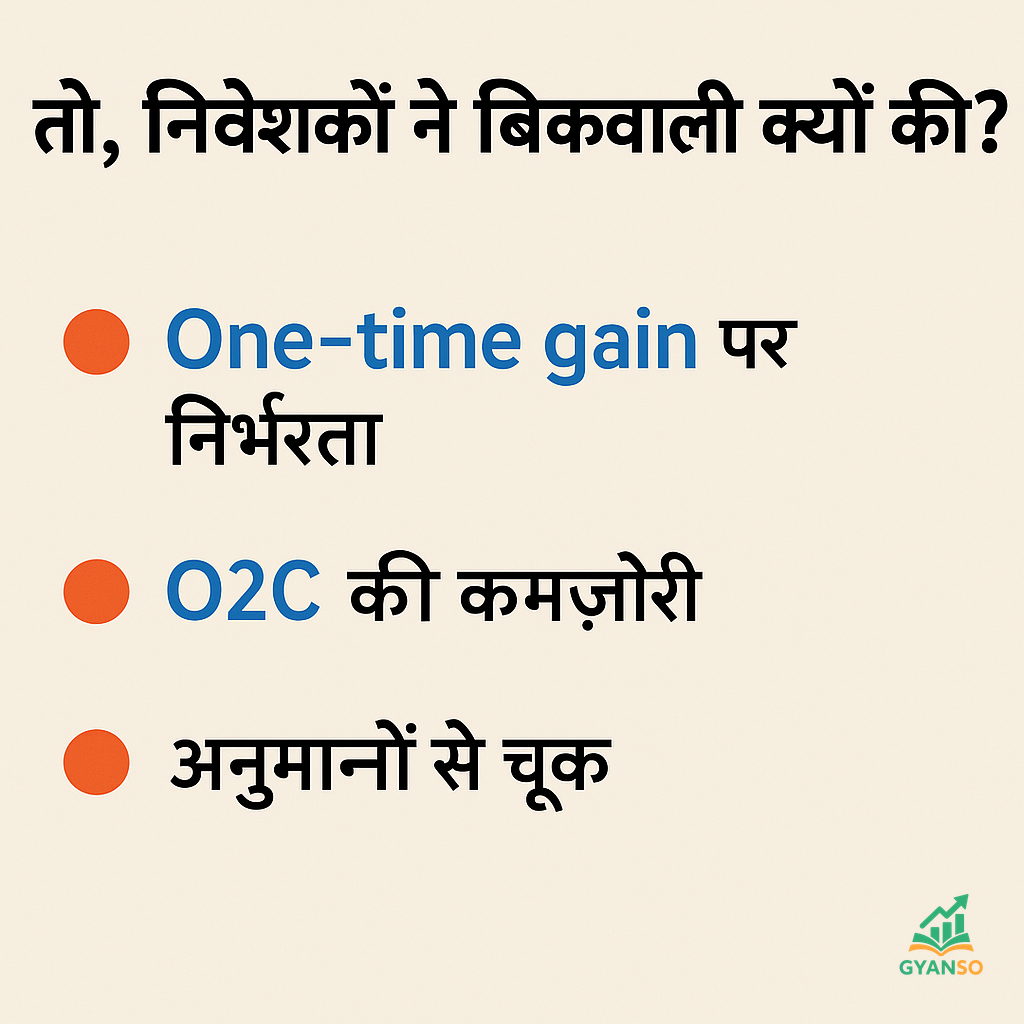 तो, निवेशकों ने बिकवाली क्यों की?
One-time gain पर
निर्भरता
O2C की कमज़ोरी
अनुमानों से चूक
GYANSO